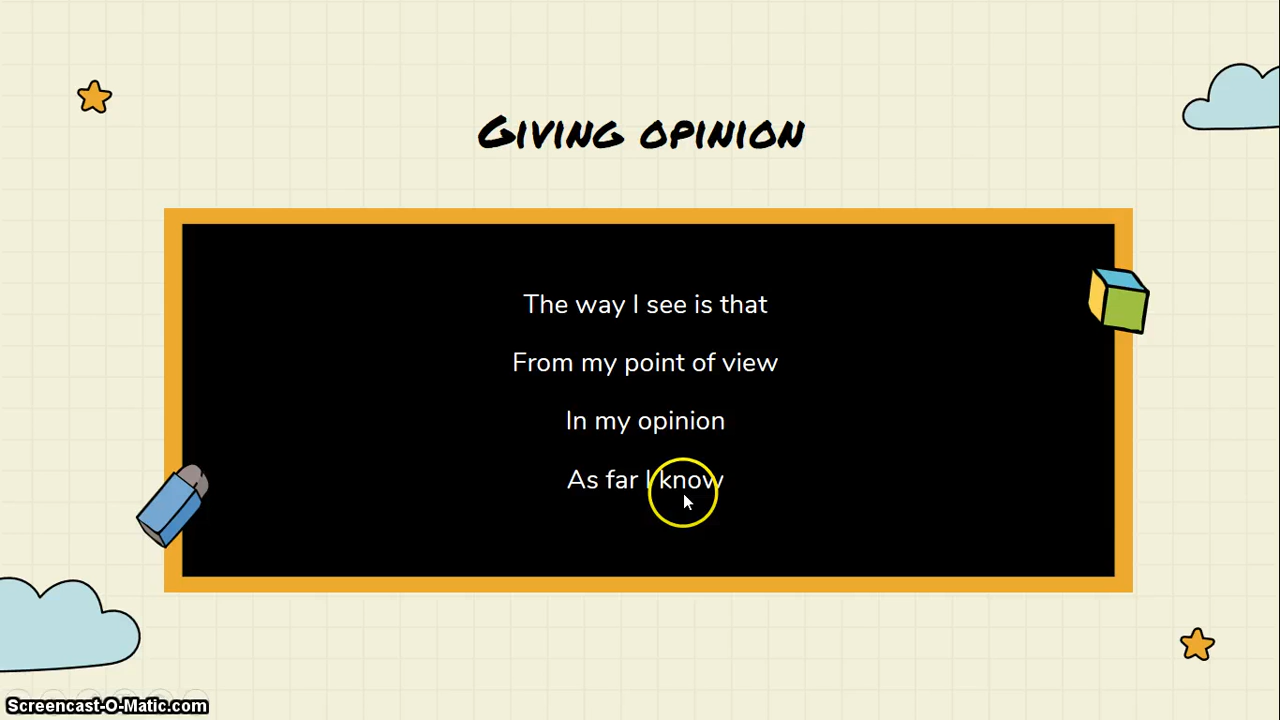 Giving opinion
The way I see is that
From my point of view
In my opinion
As far I know
Screencast-O-Matic.com